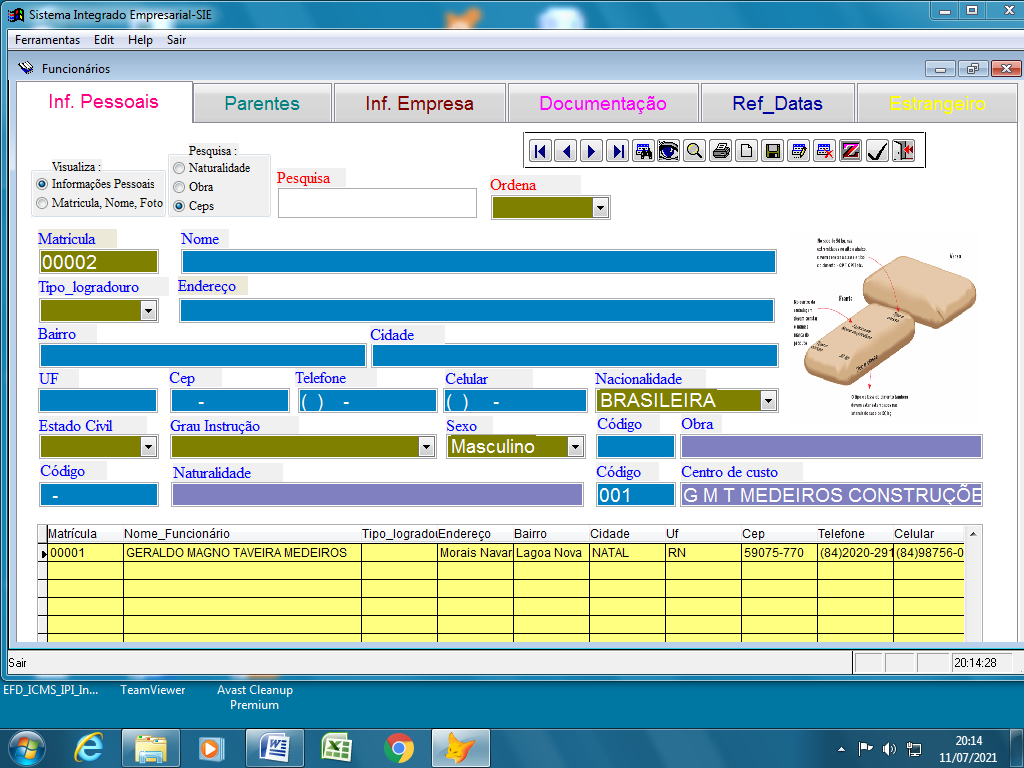 Sistema Integrado Empresarial-SIE
Ferramentas Edit Help Sair
Funcionários
Inf. Pessoais Parentes Inf. Empresa Documentação Ref_Datas Estrangeiro
Visualiza :
Informações Pessoais
Matricula, Nome, Foto
Pesquisa :
Naturalidade
Obra
Ceps
Pesquisa
Ordena
Matrícula Nome
00002
Tipo_logradouro Endereço
Bairro Cidade
UF Cep Telefone Celular Nacionalidade
- ( ) - ( ) - BRASILEIRA
Estado Civil Grau Instrução Sexo Código Obra
Masculino
Código Naturalidade Código Centro de custo
- 001 G M T MEDEIROS CONSTRUÇÕE
Verso
Frente
Matrícula Nome_Funcionário Tipo_logradou Endereço Bairro Cidade Uf Cep Telefone Celular
00001 GERALDO MAGNO TAVEIRA MEDEIROS Morais Navar Lagoa Nova NATAL RN 59075-770 (84)2020-291 (84)98756-0
Sair
20:14:28
EFD_ICMS_IPI_In... TeamViewer Avast Cleanup
Premium
20:14
11/07/2021